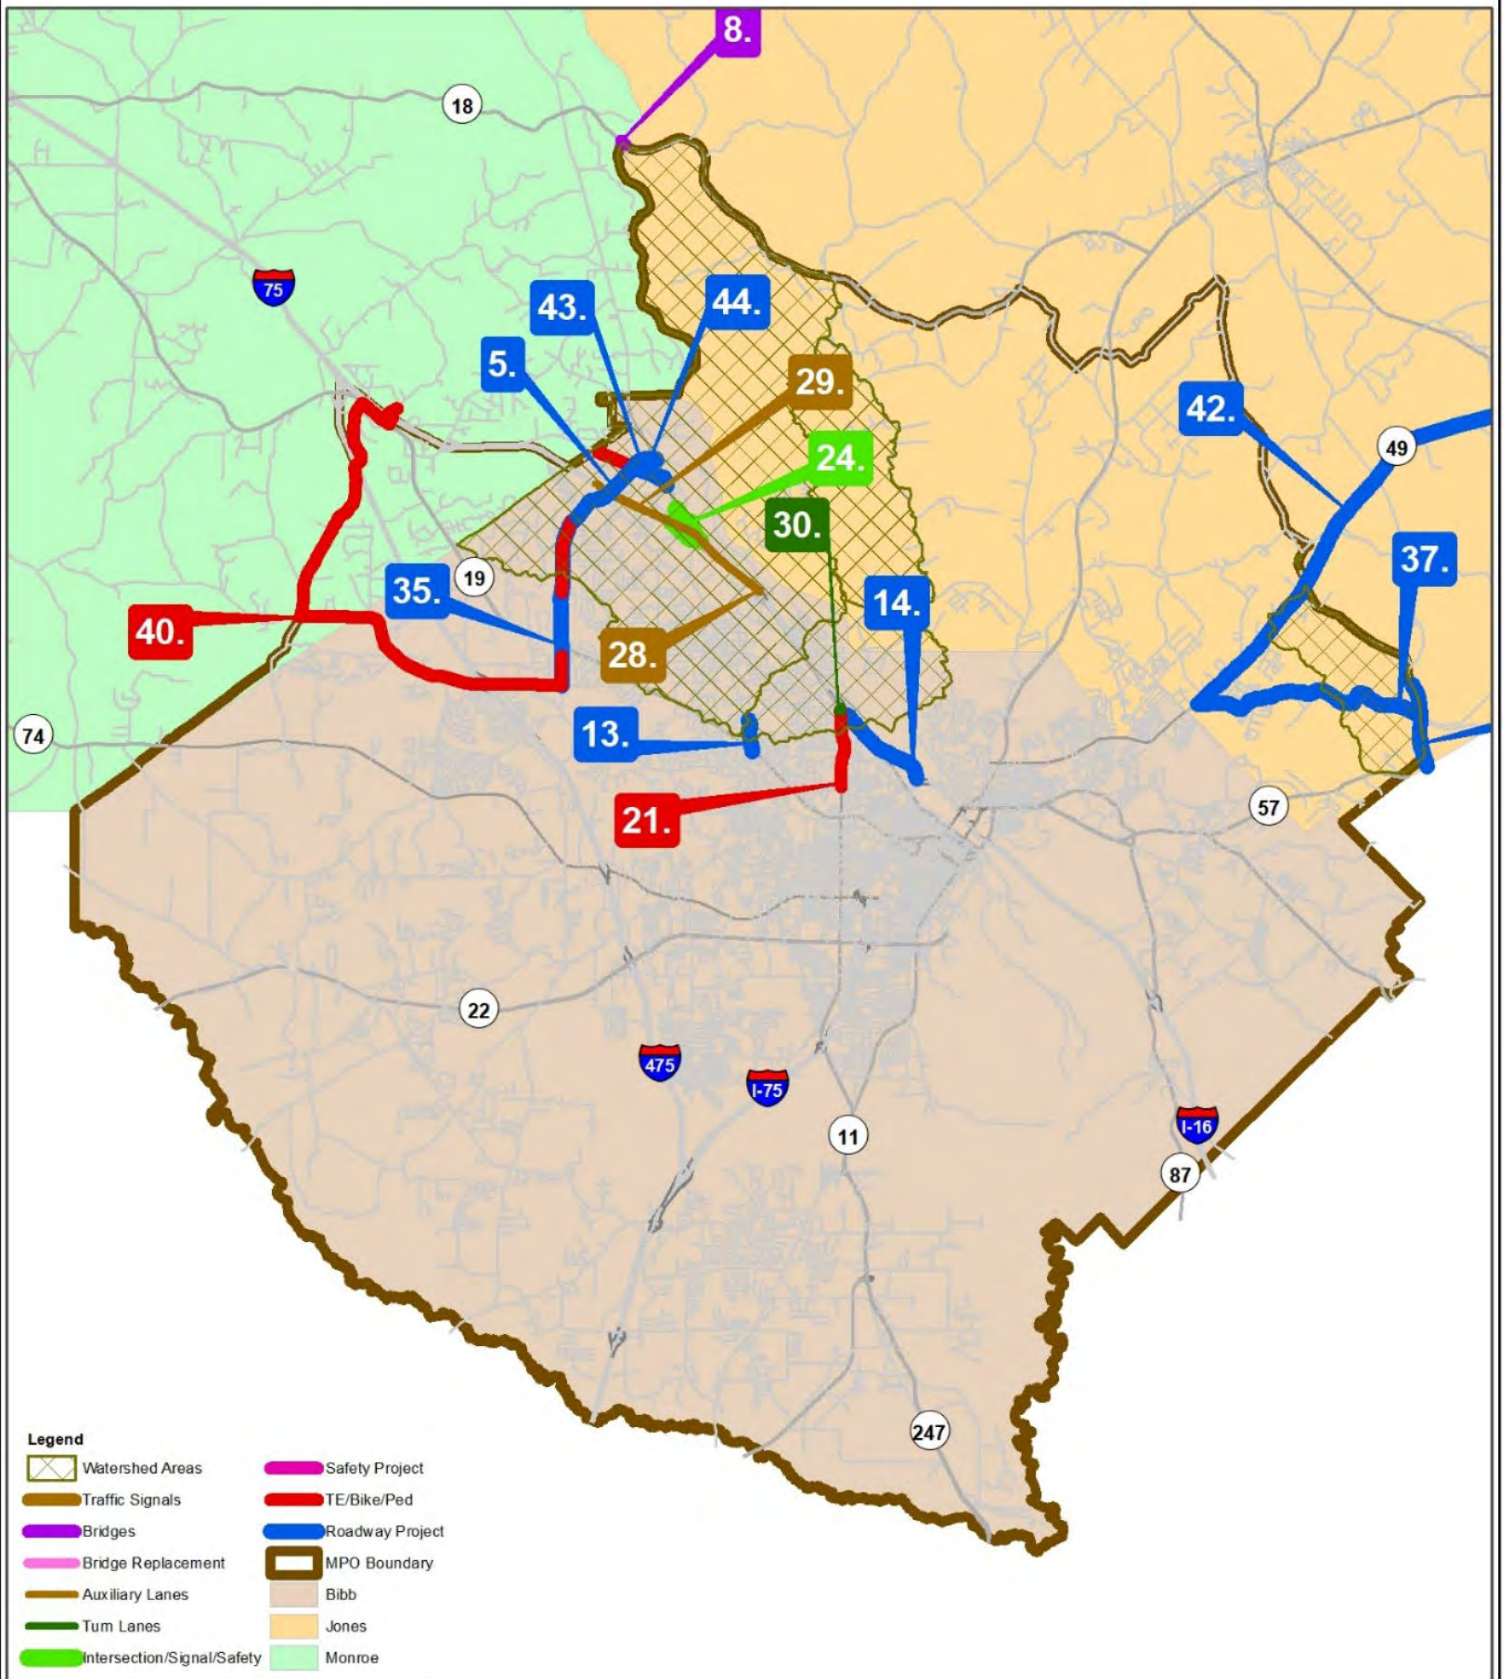 8.
18
75
43.
44.
5.
29.
42.
49
24.
30.
37.
19
35.
14.
40.
28.
74
13.
21.
57
22
475
I-75
11
I-16
87
247
Legend
Watershed Areas
Traffic Signals
Bridges
Bridge Replacement
Auxiliary Lanes
Turn Lanes
Intersection/Signal/Safety
Safety Project
TE/Bike/Ped
Roadway Project
MPO Boundary
Bibb
Jones
Monroe